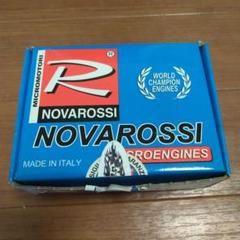 MICROMOTORI
R
NOVAROSSI
WORLD
CHAMPION
ENGINES
NOVAROSSI
MADE IN ITALY
ROENGINES